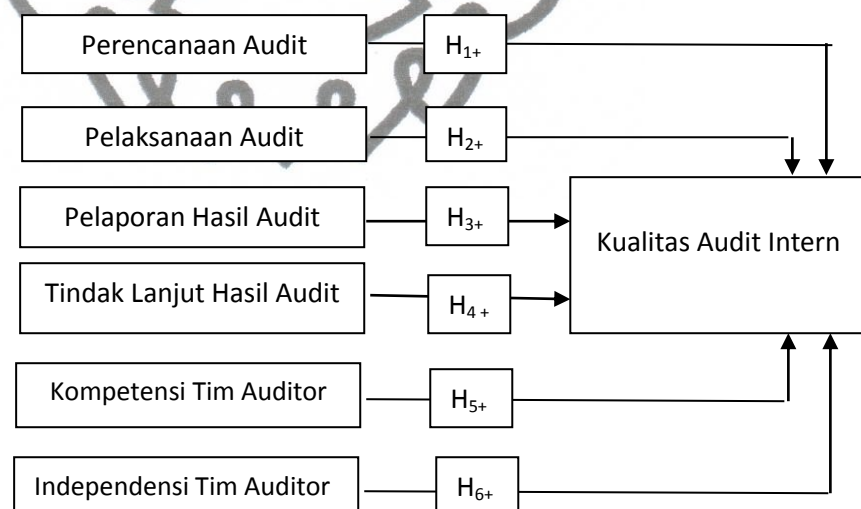 Perencanaan Audit H1+
Pelaksanaan Audit H2+
Pelaporan Hasil Audit H3+
Kualitas Audit Intern
Tindak Lanjut Hasil Audit H4 +
Kompetensi Tim Auditor H5+
Independensi Tim Auditor H6+